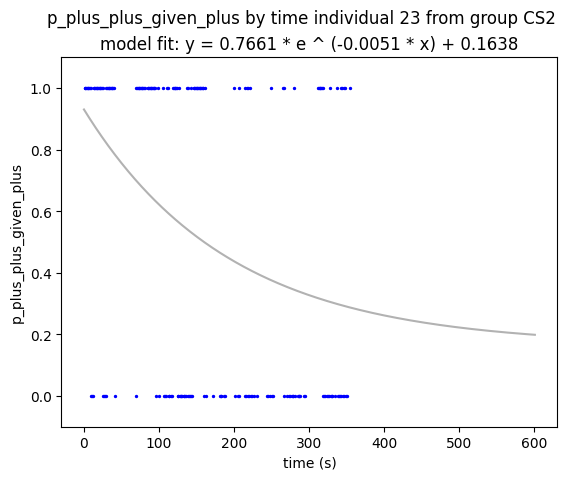 p_plus_plus_given_plus by time individual 23 from group CS2
model fit: y = 0.7661 * e ^ (-0.0051 * x) + 0.1638
p_plus_plus_given_plus
1.0
0.8
0.6
0.4
0.2
0.0
0 100 200 300 400 500 600
time (s)